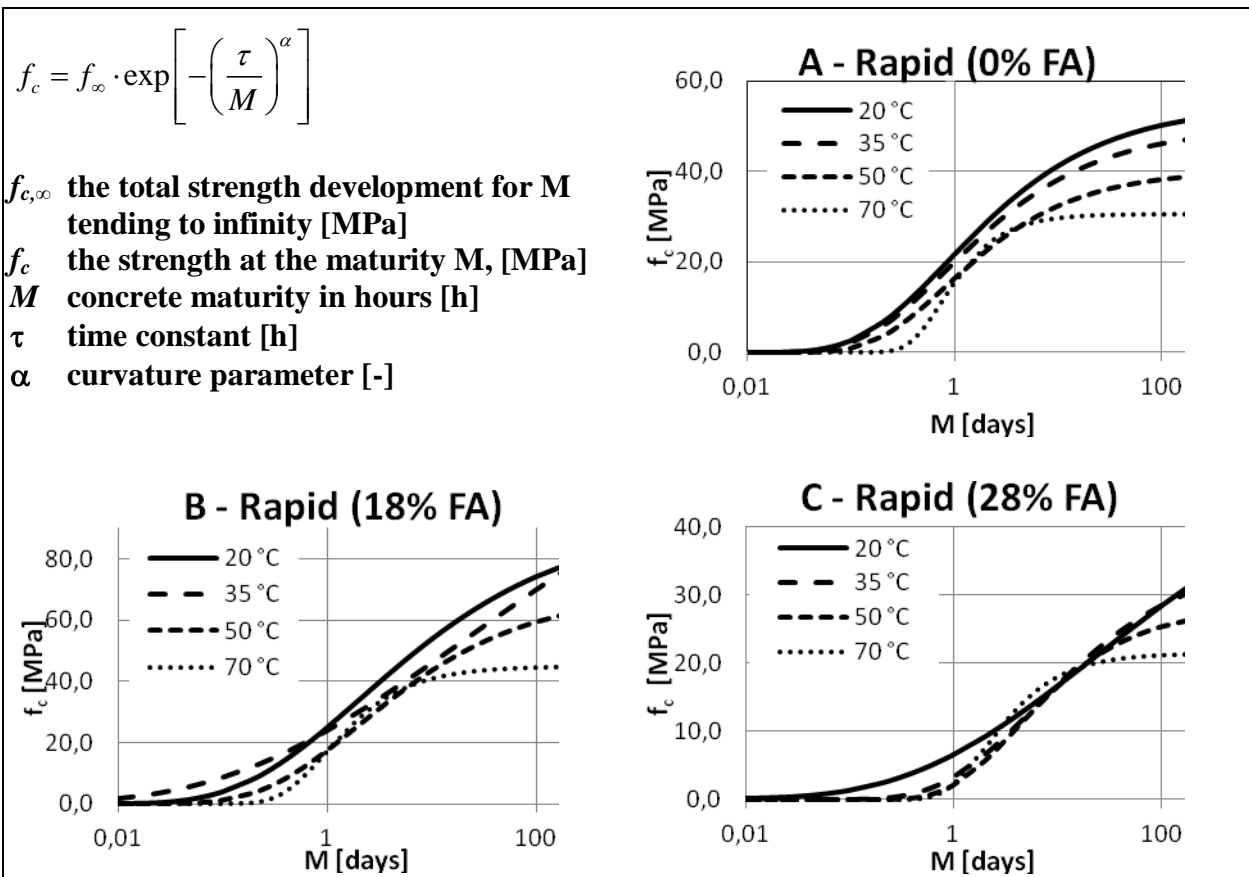 f_c = f_∞ · exp[ −(τ/M)^α ]
f_c,∞ the total strength development for M
tending to infinity [MPa]
f_c the strength at the maturity M, [MPa]
M concrete maturity in hours [h]
τ time constant [h]
α curvature parameter [-]
A - Rapid (0% FA)
60,0
40,0
20,0
0,0
f_c [MPa]
20 °C
35 °C
50 °C
70 °C
0,01 1 100
M [days]
B - Rapid (18% FA)
80,0
60,0
40,0
20,0
0,0
f_c [MPa]
20 °C
35 °C
50 °C
70 °C
0,01 1 100
M [days]
C - Rapid (28% FA)
40,0
30,0
20,0
10,0
0,0
f_c [MPa]
20 °C
35 °C
50 °C
70 °C
0,01 1 100
M [days]